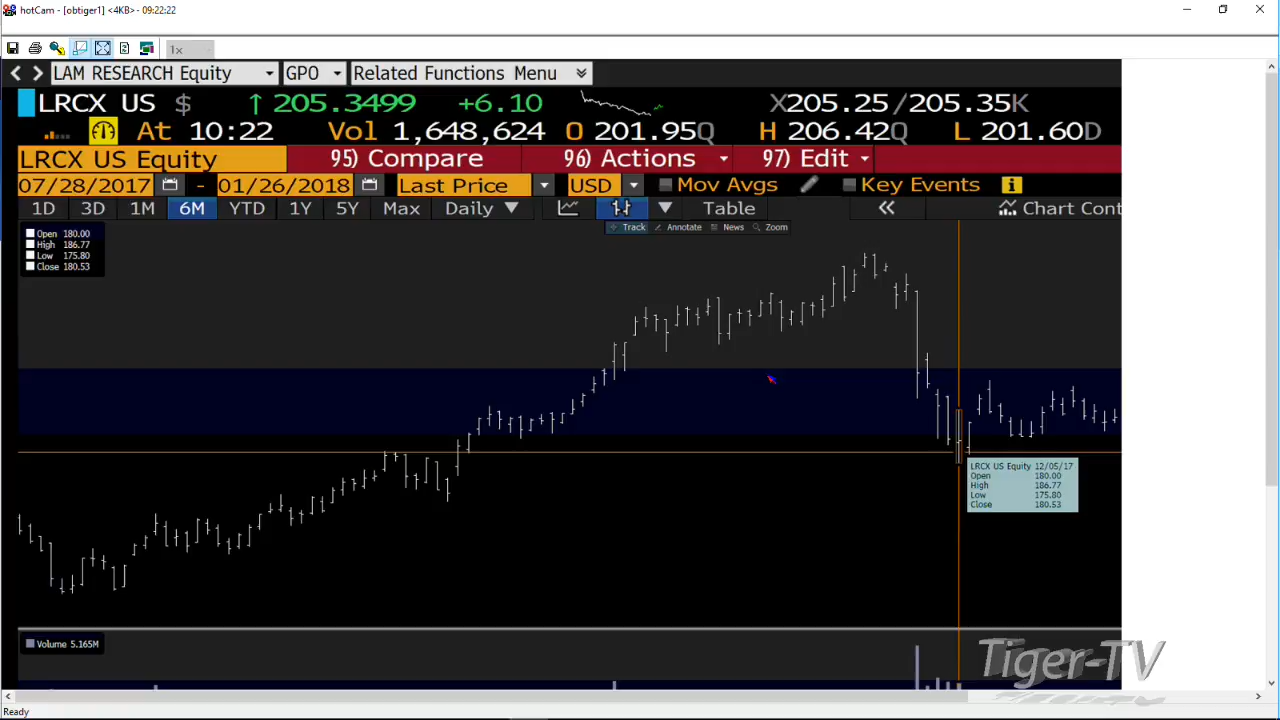 hotCam - [obtiger1] <4KB> - 09:22:22
1x
LAM RESEARCH Equity GPO Related Functions Menu
LRCX US $ ↑ 205.3499 +6.10 X205.25/205.35K
At 10:22 Vol 1,648,624 O 201.95Q H 206.42Q L 201.60D
LRCX US Equity 95) Compare 96) Actions 97) Edit
07/28/2017 - 01/26/2018 Last Price USD Mov Avgs Key Events
1D 3D 1M 6M YTD 1Y 5Y Max Daily ▼ Table « Chart Cont
Track Annotate News Zoom
Open 180.00
High 186.77
Low 175.80
Close 180.53
LRCX US Equity 12/05/17
Open 180.00
High 186.77
Low 175.80
Close 180.53
Volume 5.165M
Tiger-TV
Ready